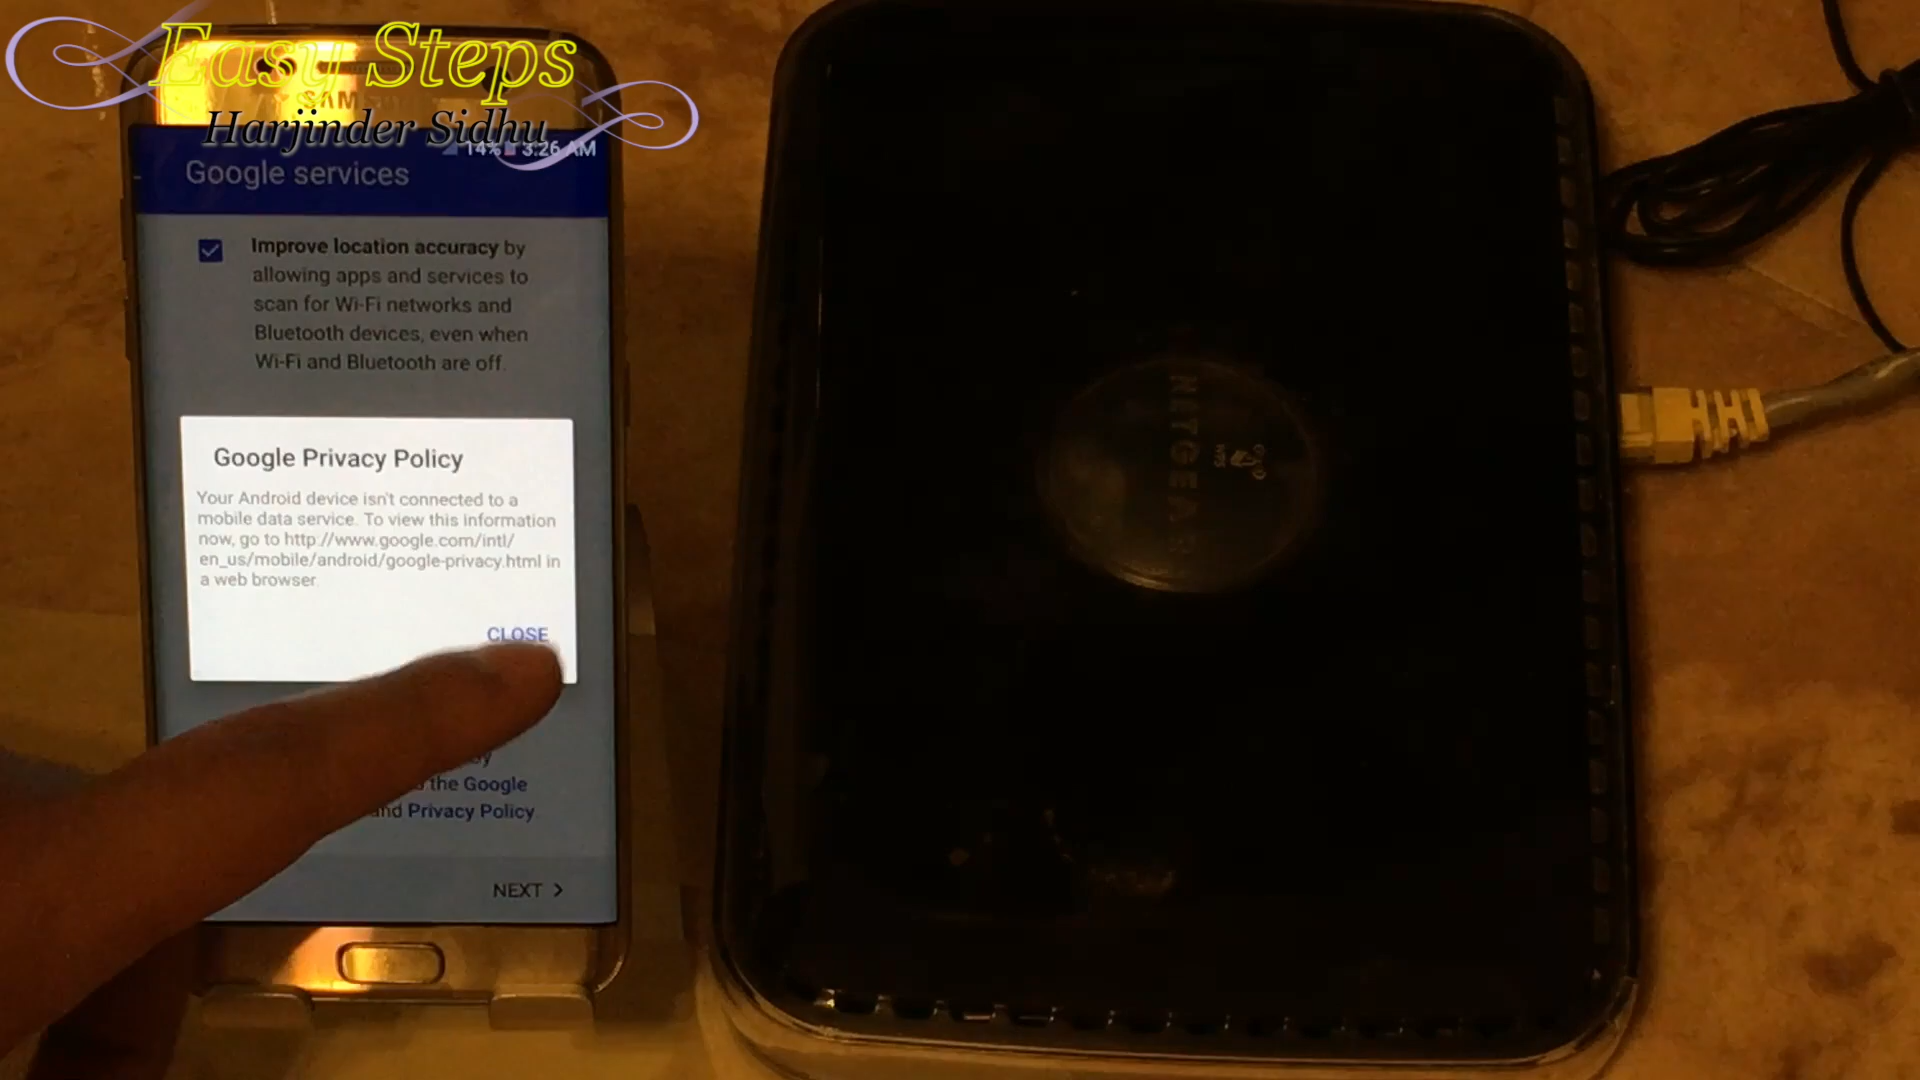 Easy Steps
SAM
Harjinder Sidhu
14% 3:26 AM
Google services
Improve location accuracy by
allowing apps and services to
scan for Wi-Fi networks and
Bluetooth devices, even when
Wi-Fi and Bluetooth are off.
Google Privacy Policy
Your Android device isn't connected to a
mobile data service. To view this information
now, go to http://www.google.com/intl/
en_us/mobile/android/google-privacy.html in
a web browser.
CLOSE
the Google
and Privacy Policy.
NEXT >
NETGEAR
WPS